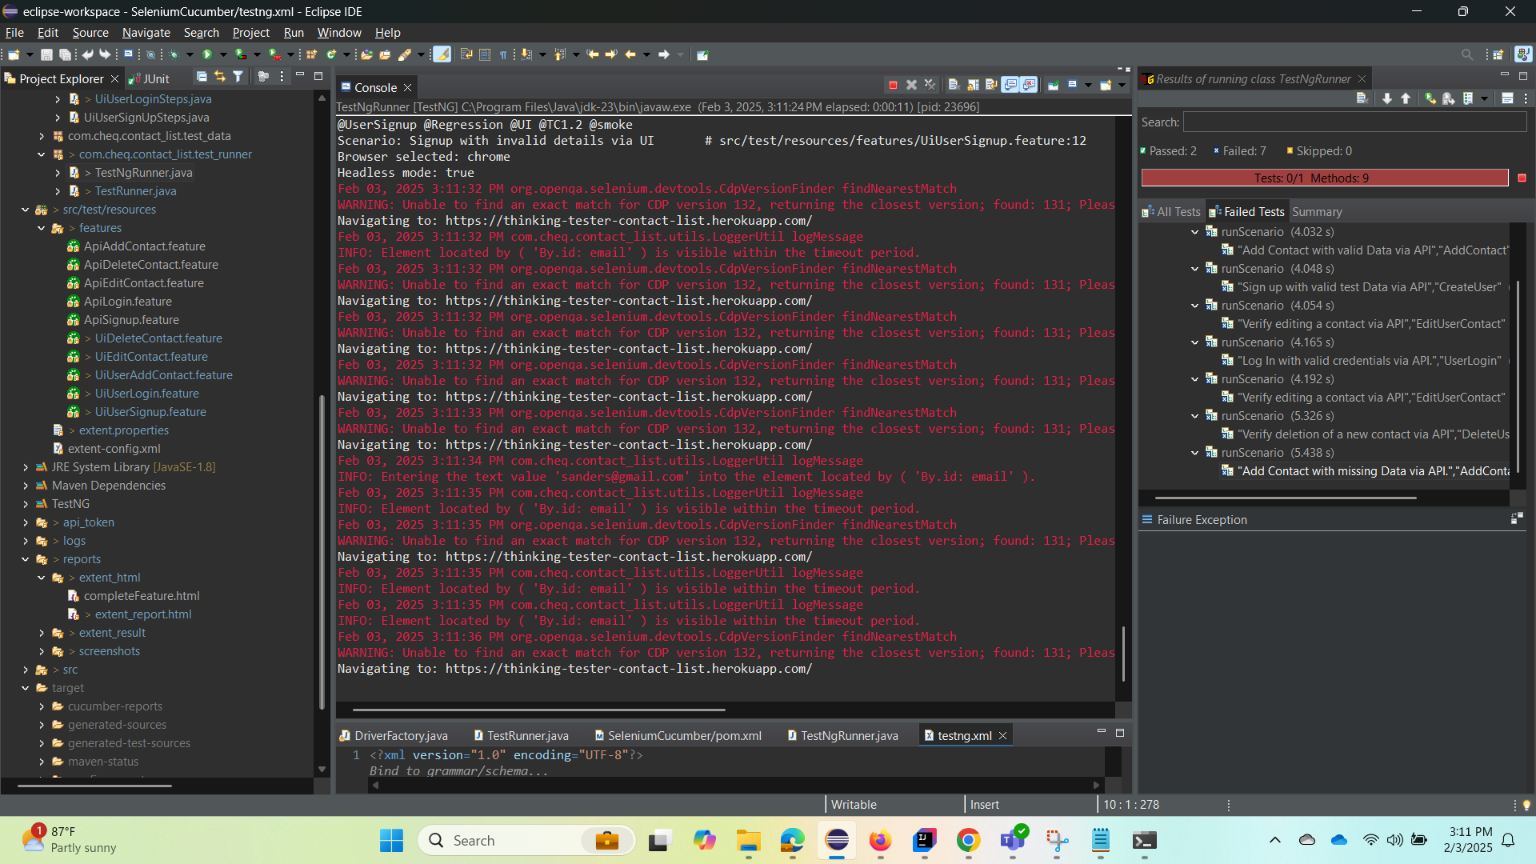 eclipse-workspace - SeleniumCucumber/testng.xml - Eclipse IDE
File Edit Source Navigate Search Project Run Window Help
Project Explorer
JUnit
> UiUserLoginSteps.java
UiUserSignUpSteps.java
com.cheq.contact_list.test_data
> com.cheq.contact_list.test_runner
TestNgRunner.java
TestRunner.java
> src/test/resources
> features
ApiAddContact.feature
ApiDeleteContact.feature
ApiEditContact.feature
ApiLogin.feature
ApiSignup.feature
> UiDeleteContact.feature
> UiEditContact.feature
> UiUserAddContact.feature
> UiUserLogin.feature
> UiUserSignup.feature
> extent.properties
extent-config.xml
JRE System Library [JavaSE-1.8]
Maven Dependencies
TestNG
> api_token
> logs
> reports
> extent_html
completeFeature.html
> extent_report.html
> extent_result
> screenshots
> src
target
cucumber-reports
generated-sources
generated-test-sources
maven-status
Console
TestNgRunner [TestNG] C:\Program Files\Java\jdk-23\bin\javaw.exe (Feb 3, 2025, 3:11:24 PM elapsed: 0:00:11) [pid: 23696]
@UserSignup @Regression @UI @TC1.2 @smoke
Scenario: Signup with invalid details via UI # src/test/resources/features/UiUserSignup.feature:12
Browser selected: chrome
Headless mode: true
Feb 03, 2025 3:11:32 PM org.openqa.selenium.devtools.CdpVersionFinder findNearestMatch
WARNING: Unable to find an exact match for CDP version 132, returning the closest version; found: 131; Pleas
Navigating to: https://thinking-tester-contact-list.herokuapp.com/
Feb 03, 2025 3:11:32 PM com.cheq.contact_list.utils.LoggerUtil logMessage
INFO: Element located by ( 'By.id: email' ) is visible within the timeout period.
Feb 03, 2025 3:11:32 PM org.openqa.selenium.devtools.CdpVersionFinder findNearestMatch
WARNING: Unable to find an exact match for CDP version 132, returning the closest version; found: 131; Pleas
Navigating to: https://thinking-tester-contact-list.herokuapp.com/
Feb 03, 2025 3:11:32 PM org.openqa.selenium.devtools.CdpVersionFinder findNearestMatch
WARNING: Unable to find an exact match for CDP version 132, returning the closest version; found: 131; Pleas
Navigating to: https://thinking-tester-contact-list.herokuapp.com/
Feb 03, 2025 3:11:32 PM org.openqa.selenium.devtools.CdpVersionFinder findNearestMatch
WARNING: Unable to find an exact match for CDP version 132, returning the closest version; found: 131; Pleas
Navigating to: https://thinking-tester-contact-list.herokuapp.com/
Feb 03, 2025 3:11:33 PM org.openqa.selenium.devtools.CdpVersionFinder findNearestMatch
WARNING: Unable to find an exact match for CDP version 132, returning the closest version; found: 131; Pleas
Navigating to: https://thinking-tester-contact-list.herokuapp.com/
Feb 03, 2025 3:11:34 PM com.cheq.contact_list.utils.LoggerUtil logMessage
INFO: Entering the text value 'sanders@gmail.com' into the element located by ( 'By.id: email' ).
Feb 03, 2025 3:11:35 PM com.cheq.contact_list.utils.LoggerUtil logMessage
INFO: Element located by ( 'By.id: email' ) is visible within the timeout period.
Feb 03, 2025 3:11:35 PM org.openqa.selenium.devtools.CdpVersionFinder findNearestMatch
WARNING: Unable to find an exact match for CDP version 132, returning the closest version; found: 131; Pleas
Navigating to: https://thinking-tester-contact-list.herokuapp.com/
Feb 03, 2025 3:11:35 PM com.cheq.contact_list.utils.LoggerUtil logMessage
INFO: Element located by ( 'By.id: email' ) is visible within the timeout period.
Feb 03, 2025 3:11:35 PM com.cheq.contact_list.utils.LoggerUtil logMessage
INFO: Element located by ( 'By.id: email' ) is visible within the timeout period.
Feb 03, 2025 3:11:36 PM org.openqa.selenium.devtools.CdpVersionFinder findNearestMatch
WARNING: Unable to find an exact match for CDP version 132, returning the closest version; found: 131; Pleas
Navigating to: https://thinking-tester-contact-list.herokuapp.com/
DriverFactory.java
TestRunner.java
SeleniumCucumber/pom.xml
TestNgRunner.java
testng.xml
1 <?xml version="1.0" encoding="UTF-8"?>
Bind to grammar/schema...
Results of running class TestNgRunner
Search:
Passed: 2 Failed: 7 Skipped: 0
Tests: 0/1 Methods: 9
All Tests Failed Tests Summary
runScenario (4.032 s)
"Add Contact with valid Data via API","AddContact"
runScenario (4.048 s)
"Sign up with valid test Data via API","CreateUser"
runScenario (4.054 s)
"Verify editing a contact via API","EditUserContact"
runScenario (4.165 s)
"Log In with valid credentials via API.","UserLogin"
runScenario (4.192 s)
"Verify editing a contact via API","EditUserContact"
runScenario (5.326 s)
"Verify deletion of a new contact via API","DeleteUs
runScenario (5.438 s)
"Add Contact with missing Data via API.","AddConta
Failure Exception
Writable
Insert
10 : 1 : 278
1
87°F
Partly sunny
Search
3:11 PM
2/3/2025